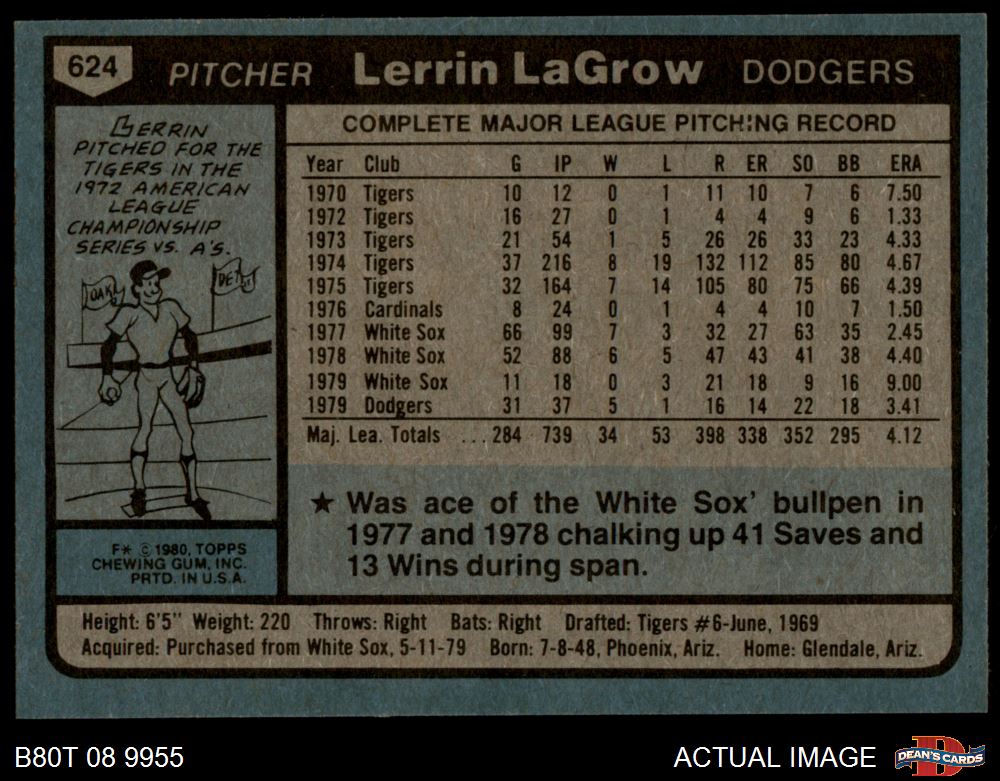 624 PITCHER Lerrin LaGrow DODGERS
LERRIN
PITCHED FOR THE
TIGERS IN THE
1972 AMERICAN
LEAGUE
CHAMPIONSHIP
SERIES VS. A'S.
OAK
DET
F* © 1980, TOPPS
CHEWING GUM, INC.
PRTD. IN U.S.A.
COMPLETE MAJOR LEAGUE PITCHING RECORD
Year Club G IP W L R ER SO BB ERA
1970 Tigers 10 12 0 1 11 10 7 6 7.50
1972 Tigers 16 27 0 1 4 4 9 6 1.33
1973 Tigers 21 54 1 5 26 26 33 23 4.33
1974 Tigers 37 216 8 19 132 112 85 80 4.67
1975 Tigers 32 164 7 14 105 80 75 66 4.39
1976 Cardinals 8 24 0 1 4 4 10 7 1.50
1977 White Sox 66 99 7 3 32 27 63 35 2.45
1978 White Sox 52 88 6 5 47 43 41 38 4.40
1979 White Sox 11 18 0 3 21 18 9 16 9.00
1979 Dodgers 31 37 5 1 16 14 22 18 3.41
Maj. Lea. Totals ...284 739 34 53 398 338 352 295 4.12
★ Was ace of the White Sox' bullpen in
1977 and 1978 chalking up 41 Saves and
13 Wins during span.
Height: 6'5" Weight: 220 Throws: Right Bats: Right Drafted: Tigers #6-June, 1969
Acquired: Purchased from White Sox, 5-11-79 Born: 7-8-48, Phoenix, Ariz. Home: Glendale, Ariz.
B80T 08 9955 ACTUAL IMAGE D DEAN'S CARDS